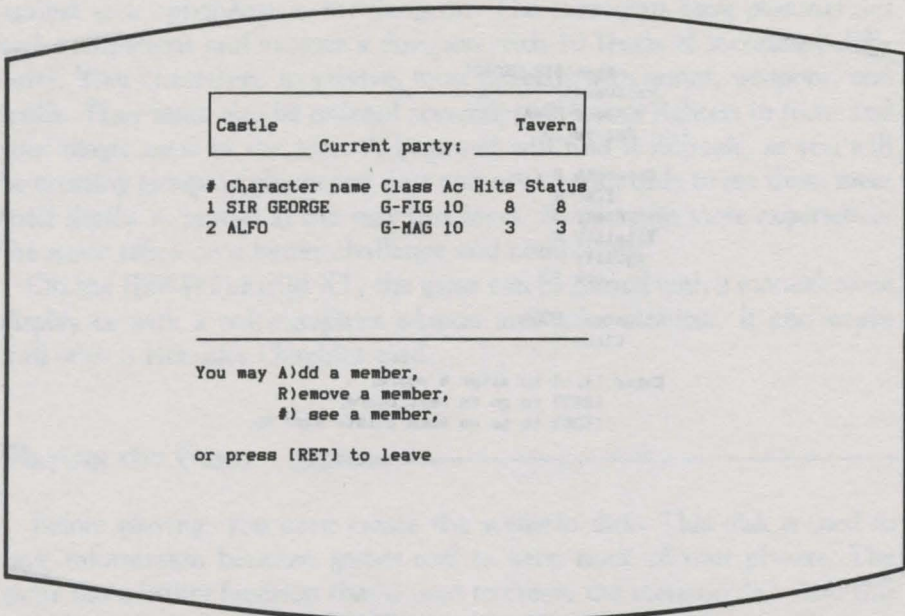 Castle Tavern
Current party:
# Character name Class Ac Hits Status
1 SIR GEORGE G-FIG 10 8 8
2 ALFO G-MAG 10 3 3
You may A)dd a member,
R)emove a member,
#) see a member,
or press [RET] to leave